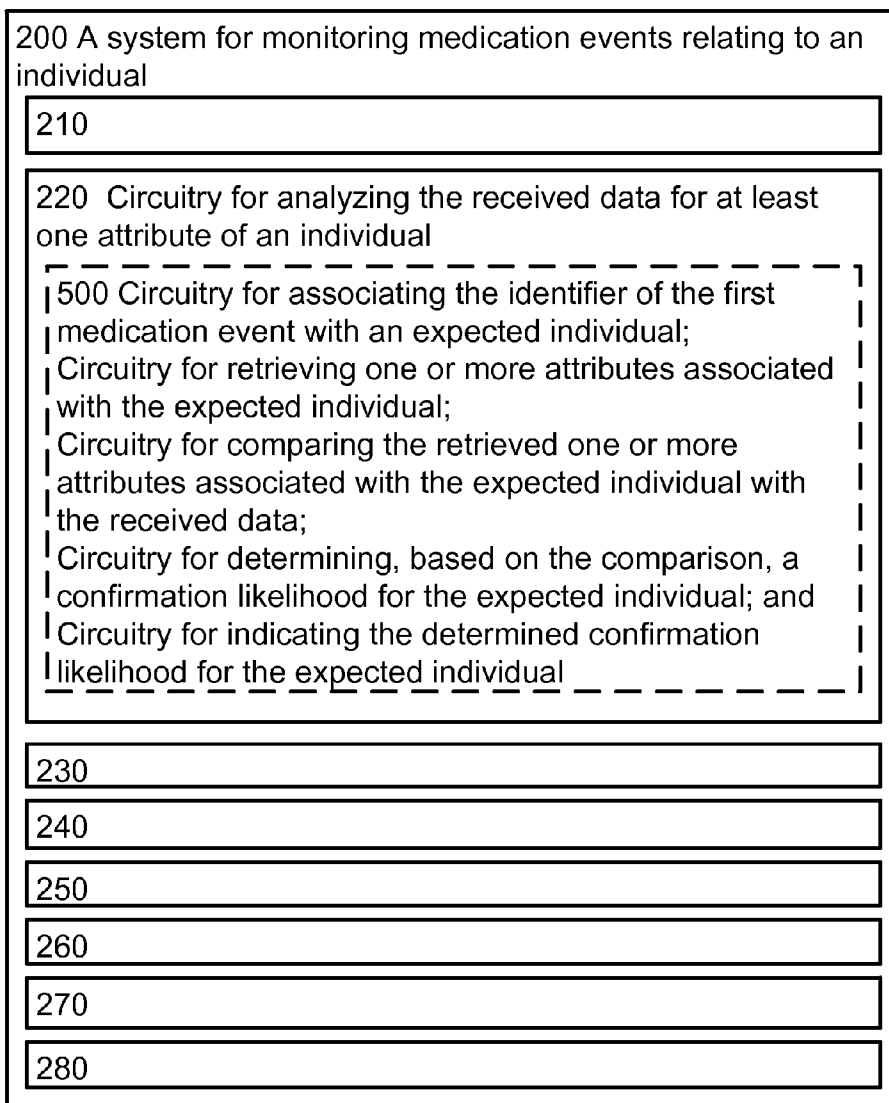 200 A system for monitoring medication events relating to an
individual
210
220 Circuitry for analyzing the received data for at least
one attribute of an individual
500 Circuitry for associating the identifier of the first
medication event with an expected individual;
Circuitry for retrieving one or more attributes associated
with the expected individual;
Circuitry for comparing the retrieved one or more
attributes associated with the expected individual with
the received data;
Circuitry for determining, based on the comparison, a
confirmation likelihood for the expected individual; and
Circuitry for indicating the determined confirmation
likelihood for the expected individual
230
240
250
260
270
280